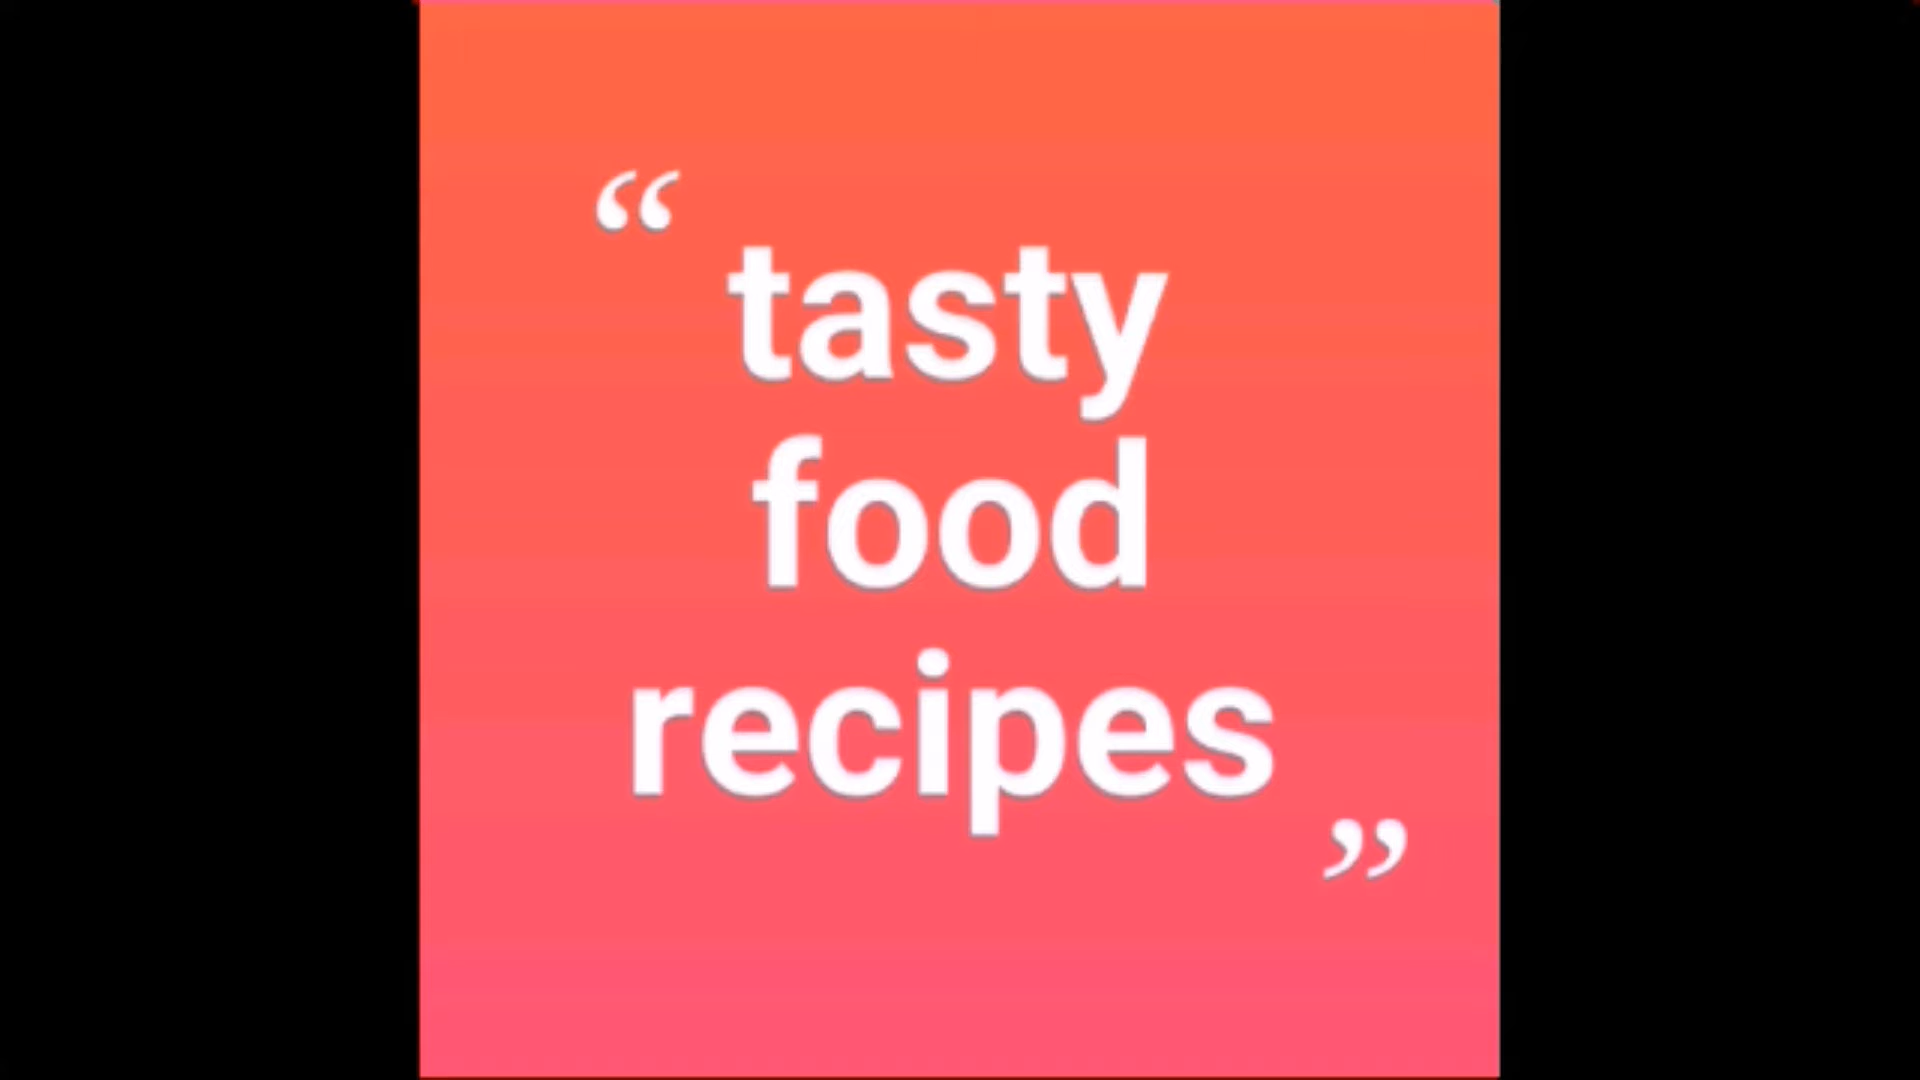 “ tasty
food
recipes ”